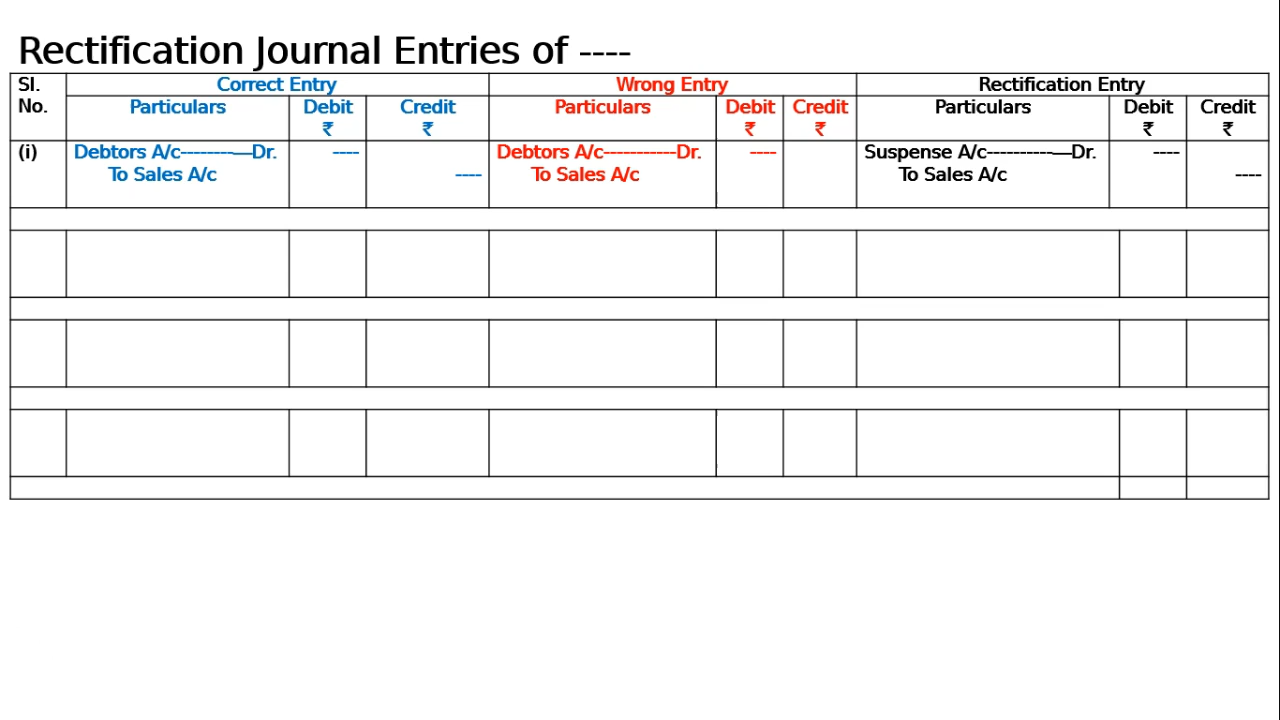 Rectification Journal Entries of ----
Sl. No. Correct Entry Wrong Entry Rectification Entry
Particulars Debit ₹ Credit ₹ Particulars Debit ₹ Credit ₹ Particulars Debit ₹ Credit ₹
(i) Debtors A/c--------—Dr. ---- Debtors A/c-----------Dr. ---- Suspense A/c----------—Dr. ----
To Sales A/c ---- To Sales A/c To Sales A/c ----